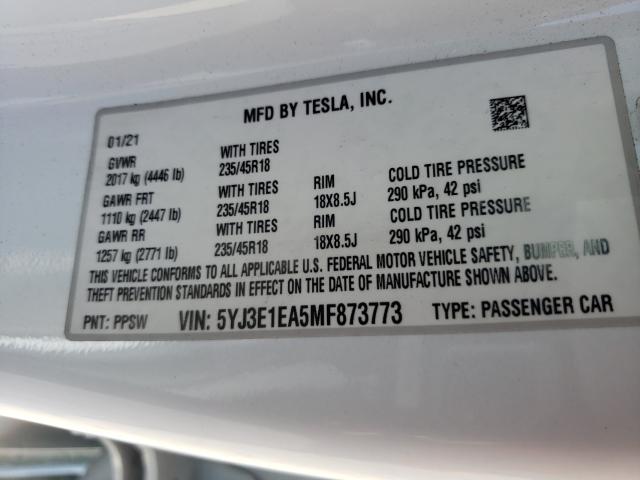 MFD BY TESLA, INC.
01/21
GVWR WITH TIRES
2017 kg (4446 lb) 235/45R18 RIM COLD TIRE PRESSURE
GAWR FRT WITH TIRES 18X8.5J 290 kPa, 42 psi
1110 kg (2447 lb) 235/45R18 RIM COLD TIRE PRESSURE
GAWR RR WITH TIRES 18X8.5J 290 kPa, 42 psi
1257 kg (2771 lb) 235/45R18
THIS VEHICLE CONFORMS TO ALL APPLICABLE U.S. FEDERAL MOTOR VEHICLE SAFETY, BUMPER, AND
THEFT PREVENTION STANDARDS IN EFFECT ON THE DATE OF MANUFACTURE SHOWN ABOVE.
PNT: PPSW VIN: 5YJ3E1EA5MF873773 TYPE: PASSENGER CAR